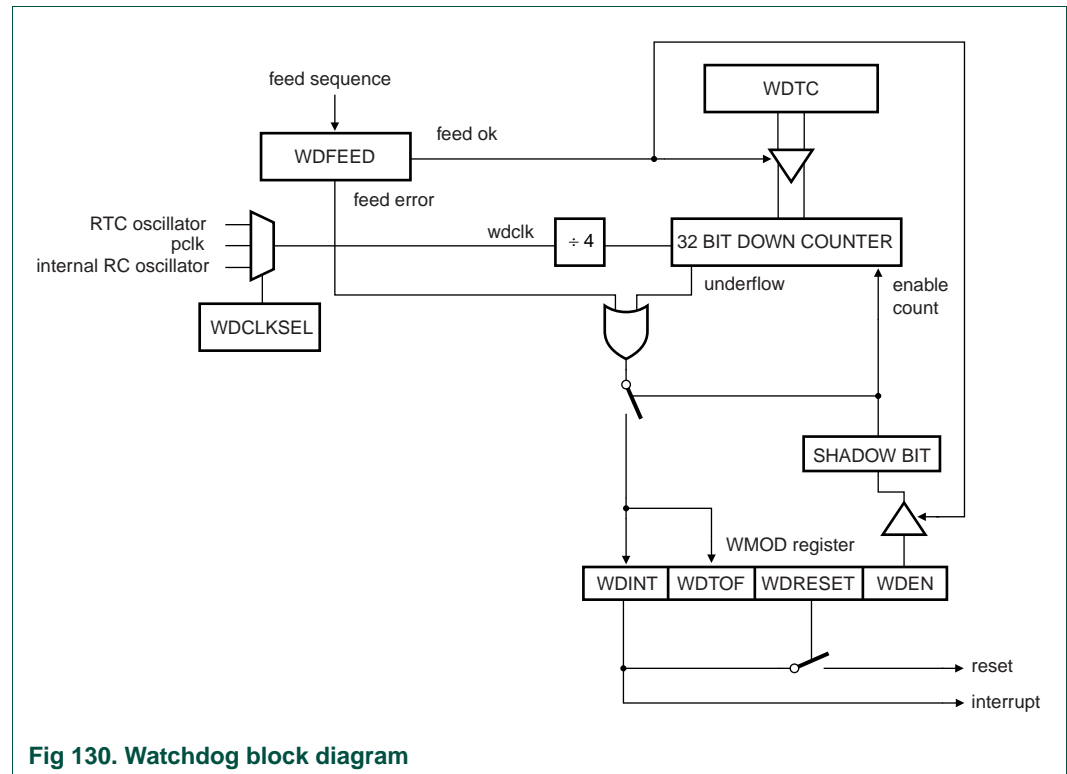 feed sequence
WDTC
feed ok
WDFEED
feed error
RTC oscillator
pclk
internal RC oscillator
wdclk
÷ 4
32 BIT DOWN COUNTER
underflow
enable
count
WDCLKSEL
SHADOW BIT
WMOD register
WDINT
WDTOF
WDRESET
WDEN
reset
interrupt
Fig 130. Watchdog block diagram